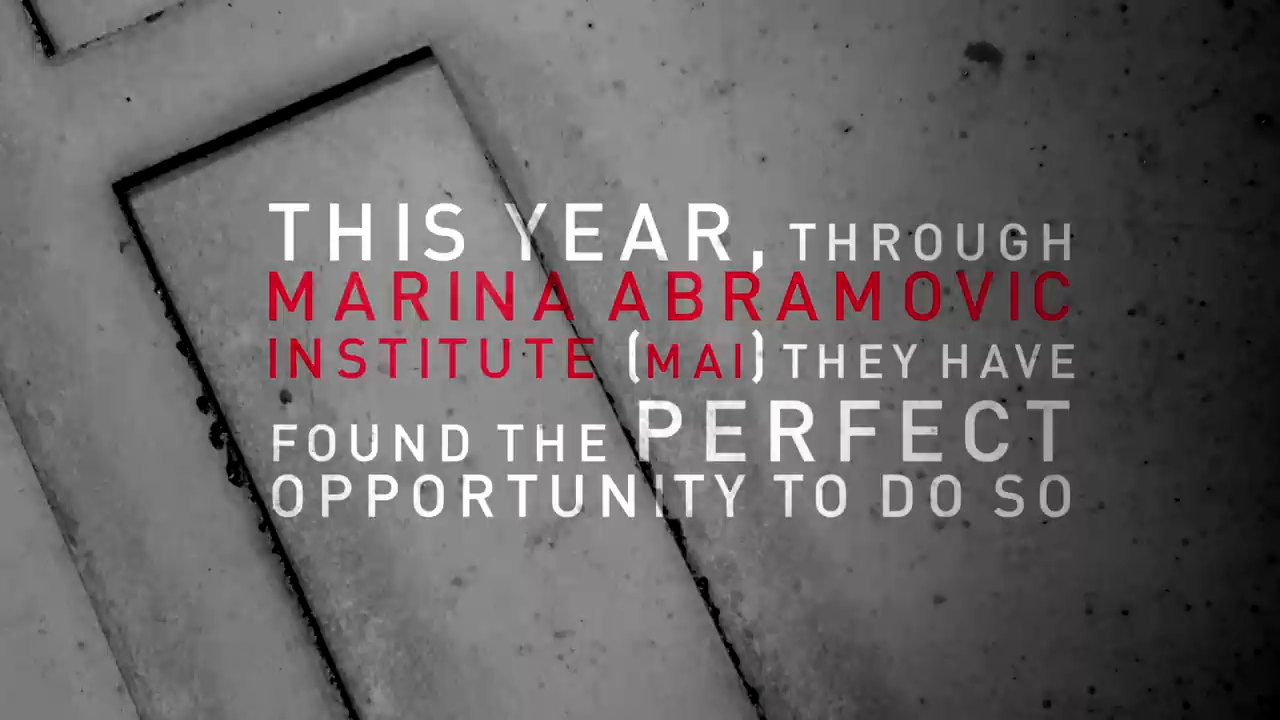 THIS YEAR, THROUGH
MARINA ABRAMOVIC
INSTITUTE (MAI) THEY HAVE
FOUND THE PERFECT
OPPORTUNITY TO DO SO